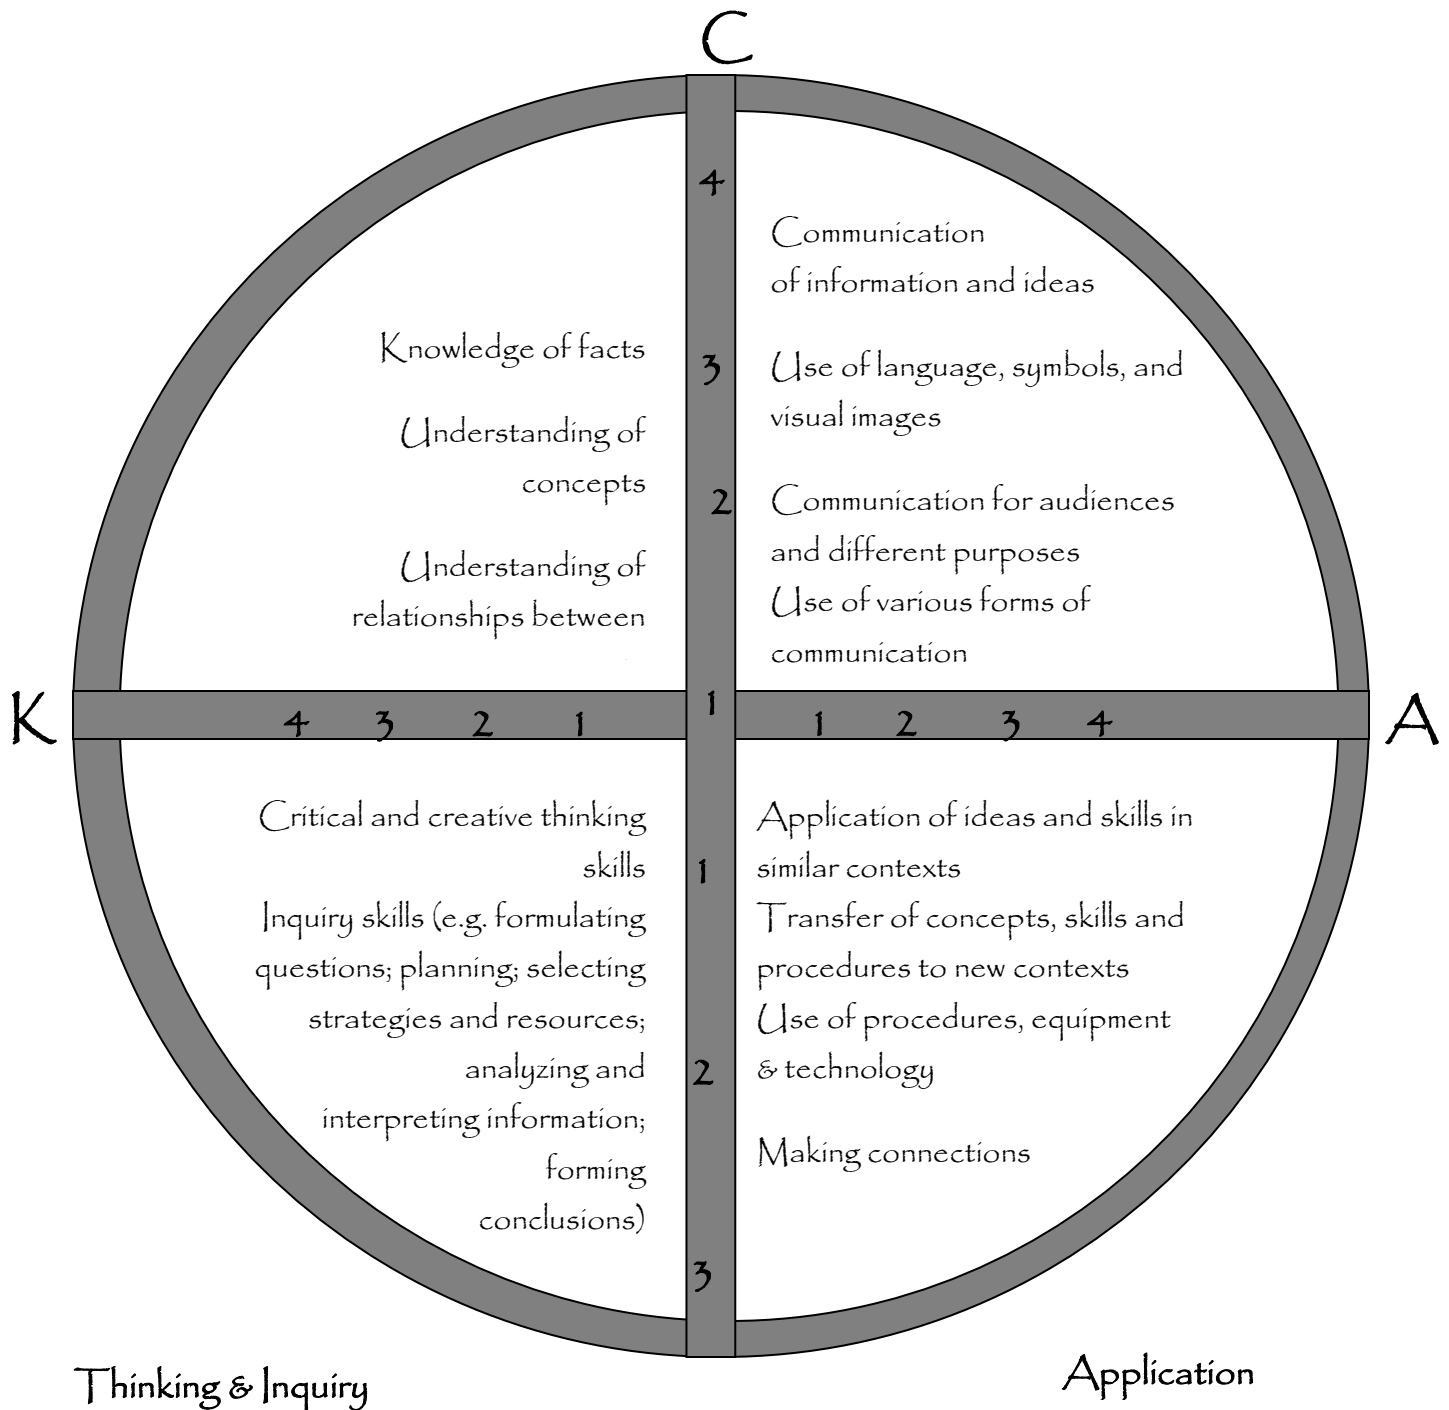 C
4
Knowledge of facts
Understanding of
concepts
Understanding of
relationships between
3
2
1
Communication
of information and ideas
Use of language, symbols, and
visual images
Communication for audiences
and different purposes
Use of various forms of
communication
K
4 3 2 1
1 2 3 4
A
Critical and creative thinking
skills
Inquiry skills (e.g. formulating
questions; planning; selecting
strategies and resources;
analyzing and
interpreting information;
forming
conclusions)
1
2
3
Application of ideas and skills in
similar contexts
Transfer of concepts, skills and
procedures to new contexts
Use of procedures, equipment
& technology
Making connections
Thinking & Inquiry
Application